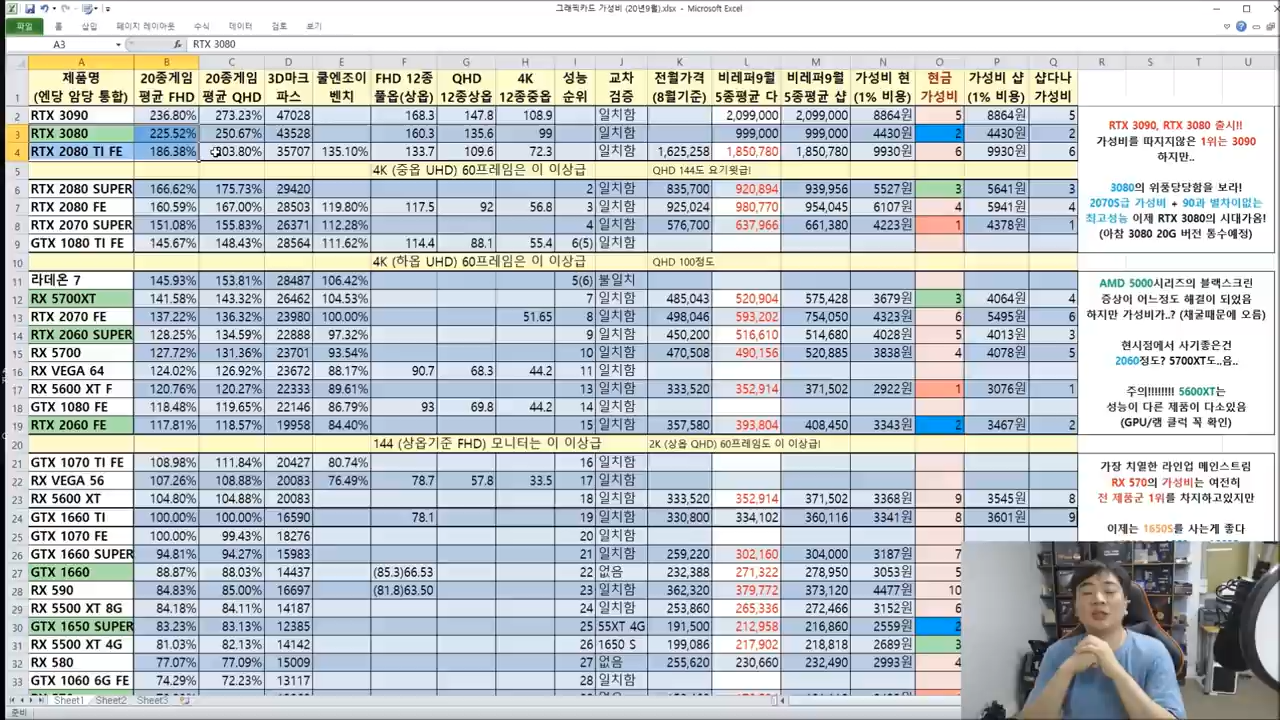 그래픽카드 가성비 (20년9월).xlsx - Microsoft Excel
파일 홈 삽입 페이지 레이아웃 수식 데이터 검토 보기
A3 fx RTX 3080
A B C D E F G H I J K L M N O P Q R S T U
1 제품명 (엔당 암당 통합) 20종게임 평균 FHD 20종게임 평균 QHD 3D마크 파스 쿨엔조이 벤치 FHD 12종 풀옵(상옵) QHD 12종상옵 4K 12종중옵 성능 순위 교차 검증 전월가격 (8월기준) 비레퍼9월 5종평균 다 비레퍼9월 5종평균 샵 가성비 현 (1% 비용) 현금 가성비 가성비 샵 (1% 비용) 샵다나 가성비
2 RTX 3090 236.80% 273.23% 47028 168.3 147.8 108.9 일치함 2,099,000 2,099,000 8864원 5 8864원 5
3 RTX 3080 225.52% 250.67% 43528 160.3 135.6 99 일치함 999,000 999,000 4430원 2 4430원 2
4 RTX 2080 TI FE 186.38% 203.80% 35707 135.10% 133.7 109.6 72.3 일치함 1,625,258 1,850,780 1,850,780 9930원 6 9930원 6
5 4K (중옵 UHD) 60프레임은 이 이상급 QHD 144도 요기윗급!
6 RTX 2080 SUPER 166.62% 175.73% 29420 2 일치함 835,700 920,894 939,956 5527원 3 5641원 3
7 RTX 2080 FE 160.59% 167.00% 28503 119.80% 117.5 92 56.8 3 일치함 925,024 980,770 954,045 6107원 4 5941원 4
8 RTX 2070 SUPER 151.08% 155.83% 26371 112.28% 4 일치함 576,700 637,966 661,380 4223원 1 4378원 1
9 GTX 1080 TI FE 145.67% 148.43% 28564 111.62% 114.4 88.1 55.4 6(5) 일치함
10 4K (하옵 UHD) 60프레임은 이 이상급 QHD 100정도
11 라데온 7 145.93% 153.81% 28487 106.42% 5(6) 불일치
12 RX 5700XT 141.58% 143.32% 26462 104.53% 7 일치함 485,043 520,904 575,428 3679원 3 4064원 4
13 RTX 2070 FE 137.22% 136.32% 23980 100.00% 51.65 8 일치함 498,046 593,202 754,050 4323원 6 5495원 6
14 RTX 2060 SUPER 128.25% 134.59% 22888 97.32% 9 일치함 450,200 516,610 514,680 4028원 5 4013원 3
15 RX 5700 127.72% 131.36% 23701 93.54% 10 일치함 470,508 490,156 520,885 3838원 4 4078원 5
16 RX VEGA 64 124.02% 126.92% 23672 88.17% 90.7 68.3 44.2 11 일치함
17 RX 5600 XT F 120.76% 120.27% 22333 89.61% 13 일치함 333,520 352,914 371,502 2922원 1 3076원 1
18 GTX 1080 FE 118.48% 119.65% 22146 86.79% 93 69.8 44.2 14 일치함
19 RTX 2060 FE 117.81% 118.57% 19958 84.40% 15 일치함 357,580 393,804 408,450 3343원 2 3467원 2
20 144 (상옵기준 FHD) 모니터는 이 이상급 2K (상옵 QHD) 60프레임도 이 이상급!
21 GTX 1070 TI FE 108.98% 111.84% 20427 80.74% 16 일치함
22 RX VEGA 56 107.26% 108.88% 20083 76.49% 78.7 57.8 33.5 17 일치함
23 RX 5600 XT 104.80% 104.88% 20083 18 일치함 333,520 352,914 371,502 3368원 9 3545원 8
24 GTX 1660 TI 100.00% 100.00% 16590 78.1 19 일치함 330,800 334,102 360,116 3341원 8 3601원 9
25 GTX 1070 FE 100.00% 99.43% 18276 20 일치함
26 GTX 1660 SUPER 94.81% 94.27% 15983 21 일치함 259,220 302,160 304,000 3187원 7
27 GTX 1660 88.87% 88.03% 14437 (85.3)66.53 22 없음 232,388 271,322 278,950 3053원 5
28 RX 590 84.83% 85.00% 16697 (81.8)63.50 23 일치함 362,320 379,772 373,120 4477원 10
29 RX 5500 XT 8G 84.18% 84.11% 14187 24 일치함 253,860 265,336 272,466 3152원 6
30 GTX 1650 SUPER 83.23% 83.13% 12385 25 55XT 4G 191,500 212,958 216,860 2559원 2
31 RX 5500 XT 4G 81.03% 82.13% 14142 26 1650 S 199,086 217,902 218,818 2689원 3
32 RX 580 77.07% 77.09% 15009 27 없음 255,620 230,660 232,490 2993원 4
33 GTX 1060 6G FE 74.29% 72.23% 28 일치함
RTX 3090, RTX 3080 출시!!
가성비를 따지지않은 1위는 3090
하지만..
3080의 위풍당당함을 보라!
2070S급 가성비 + 90과 별차이없는
최고성능 이제 RTX 3080의 시대가옴!
(아참 3080 20G 버전 통수예정)
AMD 5000시리즈의 블랙스크린
증상이 어느정도 해결이 되었음
하지만 가성비가..? (채굴때문에 오름)
현시점에서 사기좋은건
2060정도? 5700XT도..음..
주의!!!!!!!! 5600XT는
성능이 다른 제품이 다소있음
(GPU/램 클럭 꼭 확인)
가장 치열한 라인업 메인스트림
RX 570의 가성비는 여전히
전 제품군 1위를 차지하고있지만
이제는 1650S를 사는게 좋다
Sheet1 Sheet2 Sheet3
준비